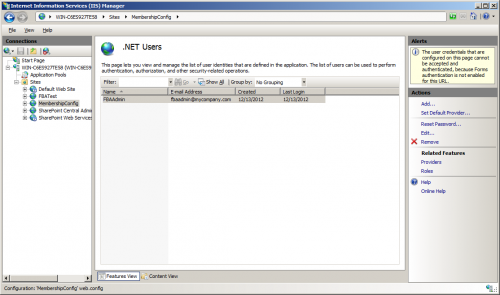 Internet Information Services (IIS) Manager
WIN-C6ES927TES8 ▸ Sites ▸ MembershipConfig ▸
File View Help
Connections
Start Page
WIN-C6ES927TES8 (WIN-C6ES9
Application Pools
Sites
Default Web Site
FBATest
MembershipConfig
SharePoint Central Admi
SharePoint Web Services
.NET Users
This page lets you view and manage the list of user identities that are defined in the application. The list of users can be used to perform
authentication, authorization, and other security-related operations.
Filter: Go Show All Group by: No Grouping
Name E-mail Address Created Last Login
FBAAdmin fbaadmin@mycompany.com 12/13/2012 12/13/2012
Features View Content View
Alerts
The user credentials that are
configured on this page cannot
be accepted and
authenticated, because Forms
authentication is not enabled
for this URL.
Actions
Add...
Set Default Provider...
Reset Password...
Edit...
Remove
Related Features
Providers
Roles
Help
Online Help
Configuration: 'MembershipConfig' web.config